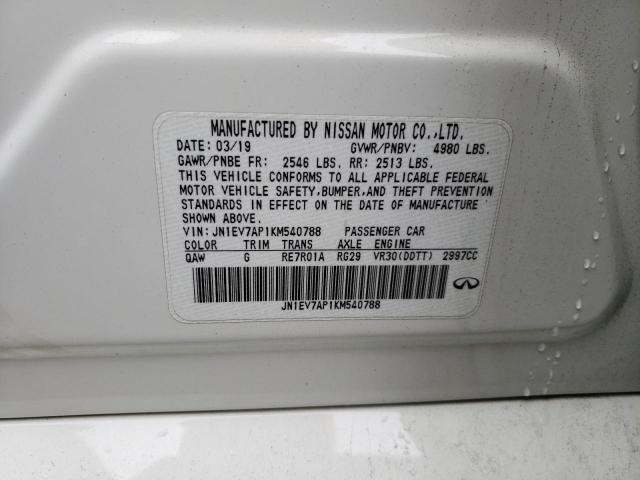 MANUFACTURED BY NISSAN MOTOR CO.,LTD.
DATE: 03/19 GVWR/PNBV: 4980 LBS.
GAWR/PNBE FR: 2546 LBS. RR: 2513 LBS.
THIS VEHICLE CONFORMS TO ALL APPLICABLE FEDERAL
MOTOR VEHICLE SAFETY,BUMPER,AND THEFT PREVENTION
STANDARDS IN EFFECT ON THE DATE OF MANUFACTURE
SHOWN ABOVE.
VIN: JN1EV7AP1KM540788 PASSENGER CAR
COLOR TRIM TRANS AXLE ENGINE
QAW G RE7R01A RG29 VR30(DDTT) 2997CC
JN1EV7AP1KM540788